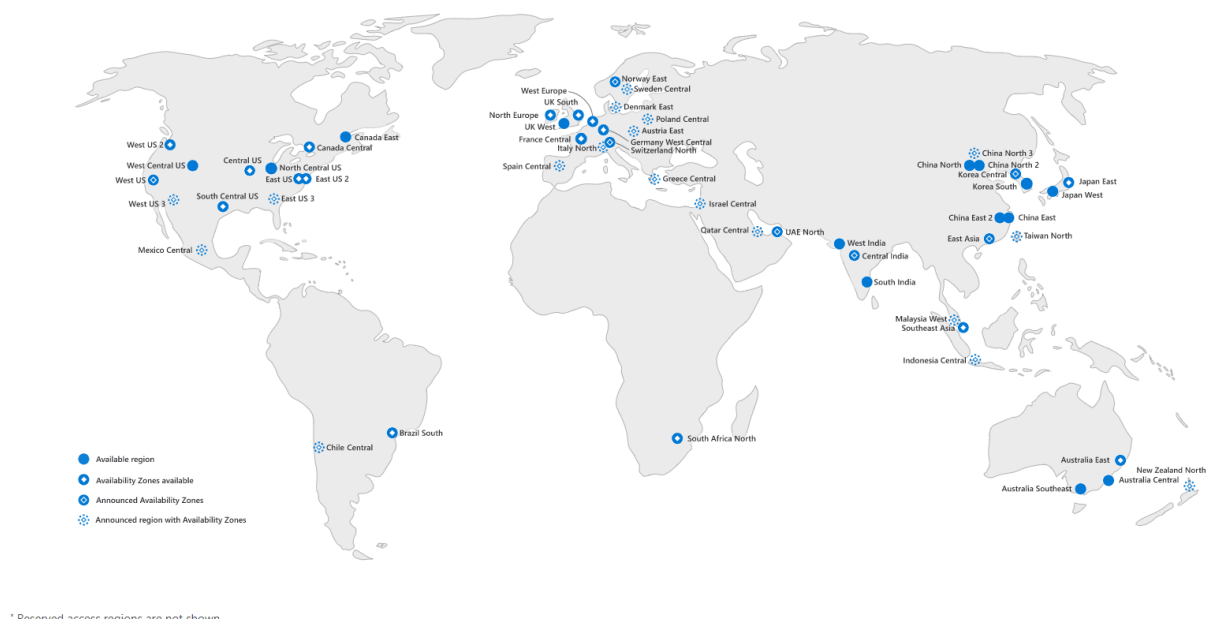 Norway East
Sweden Central
West Europe
UK South
Denmark East
North Europe
Poland Central
UK West
Austria East
France Central
Germany West Central
Italy North
Switzerland North
Spain Central
Greece Central
Israel Central
Qatar Central
UAE North
Canada East
West US 2
Canada Central
Central US
West Central US
North Central US
West US
East US
East US 2
South Central US
East US 3
West US 3
Mexico Central
China North 3
China North
China North 2
Korea Central
Korea South
Japan East
Japan West
China East 2
China East
Taiwan North
East Asia
West India
Central India
South India
Malaysia West
Southeast Asia
Indonesia Central
Brazil South
Chile Central
South Africa North
Australia East
New Zealand North
Australia Central
Australia Southeast
Available region
Availability Zones available
Announced Availability Zones
Announced region with Availability Zones
* Reserved access regions are not shown